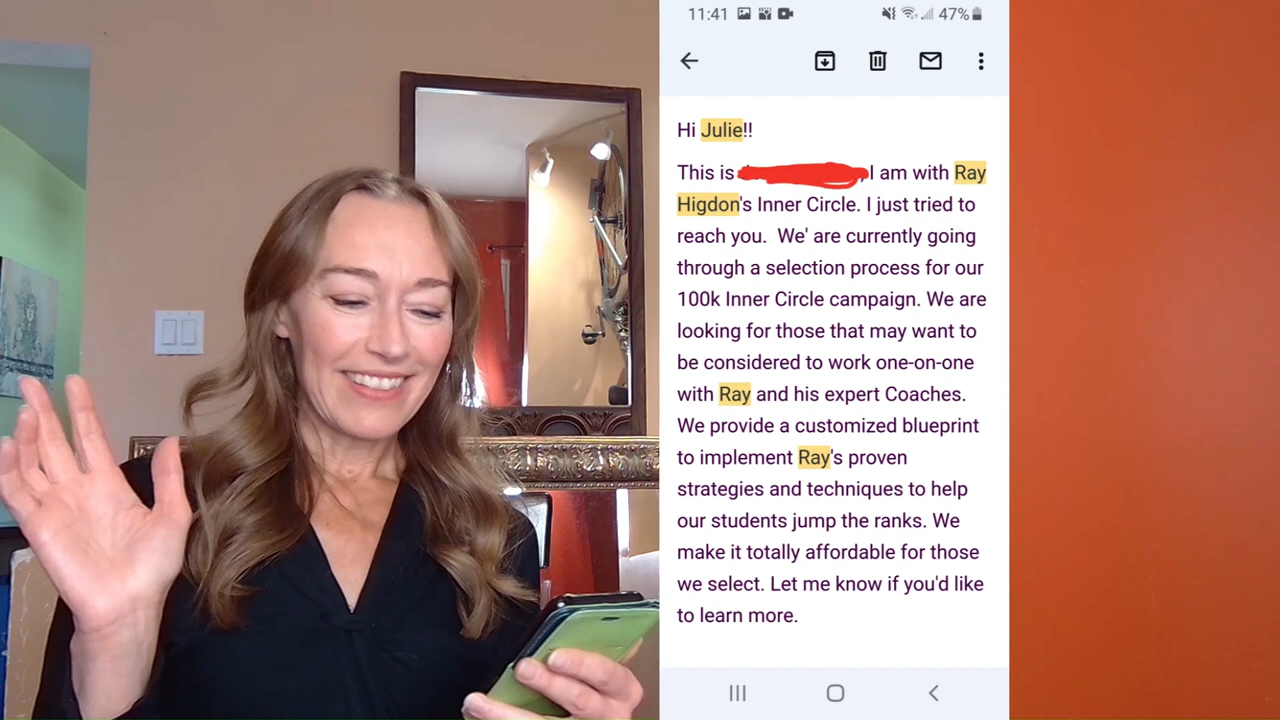 11:41 47%
Hi Julie!!
This is I am with Ray
Higdon's Inner Circle. I just tried to
reach you. We' are currently going
through a selection process for our
100k Inner Circle campaign. We are
looking for those that may want to
be considered to work one-on-one
with Ray and his expert Coaches.
We provide a customized blueprint
to implement Ray's proven
strategies and techniques to help
our students jump the ranks. We
make it totally affordable for those
we select. Let me know if you'd like
to learn more.